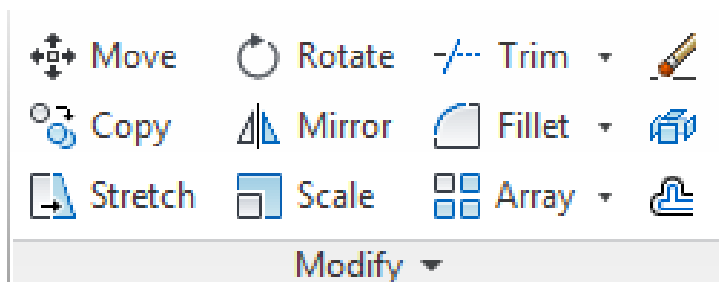 Move Rotate Trim
Copy Mirror Fillet
Stretch Scale Array
Modify